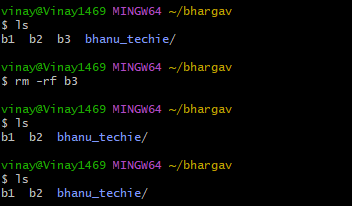 vinay@Vinay1469 MINGW64 ~/bhargav
$ ls
b1  b2  b3  bhanu_techie/
vinay@Vinay1469 MINGW64 ~/bhargav
$ rm -rf b3
vinay@Vinay1469 MINGW64 ~/bhargav
$ ls
b1  b2  bhanu_techie/
vinay@Vinay1469 MINGW64 ~/bhargav
$ ls
b1  b2  bhanu_techie/